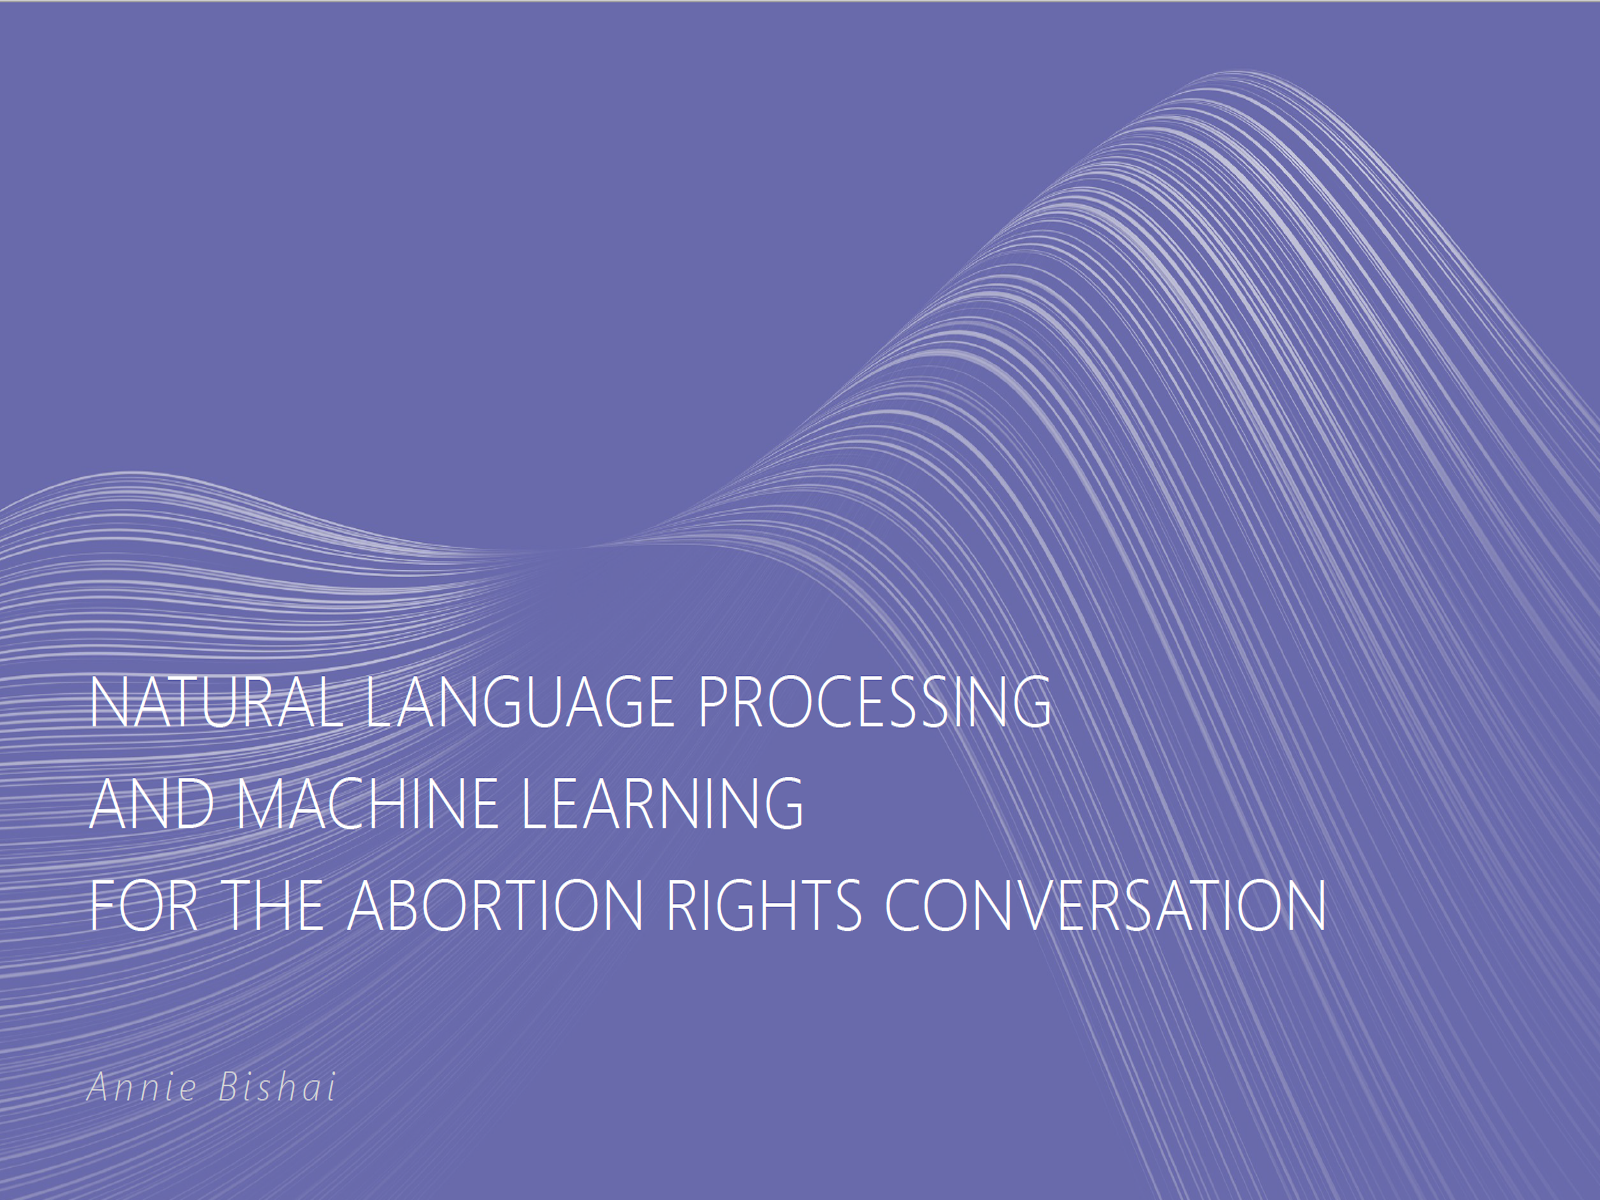 NATURAL LANGUAGE PROCESSING
AND MACHINE LEARNING
FOR THE ABORTION RIGHTS CONVERSATION
Annie Bishai